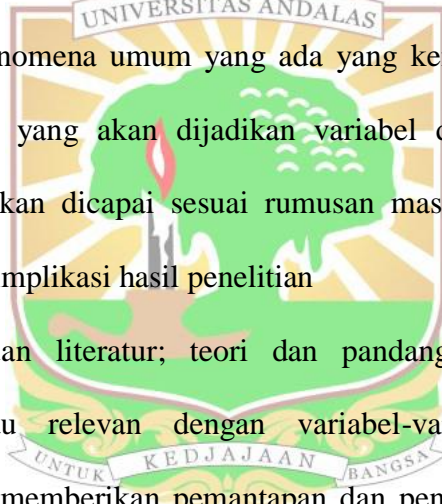 UNIVERSITAS ANDALAS
nomena umum yang ada yang ke
yang akan dijadikan variabel d
kan dicapai sesuai rumusan mas
mplikasi hasil penelitian
an literatur; teori dan pandang
u relevan dengan variabel-va
UNTUK KEDJAJAAN BANGSA
memberikan pemantapan dan pen